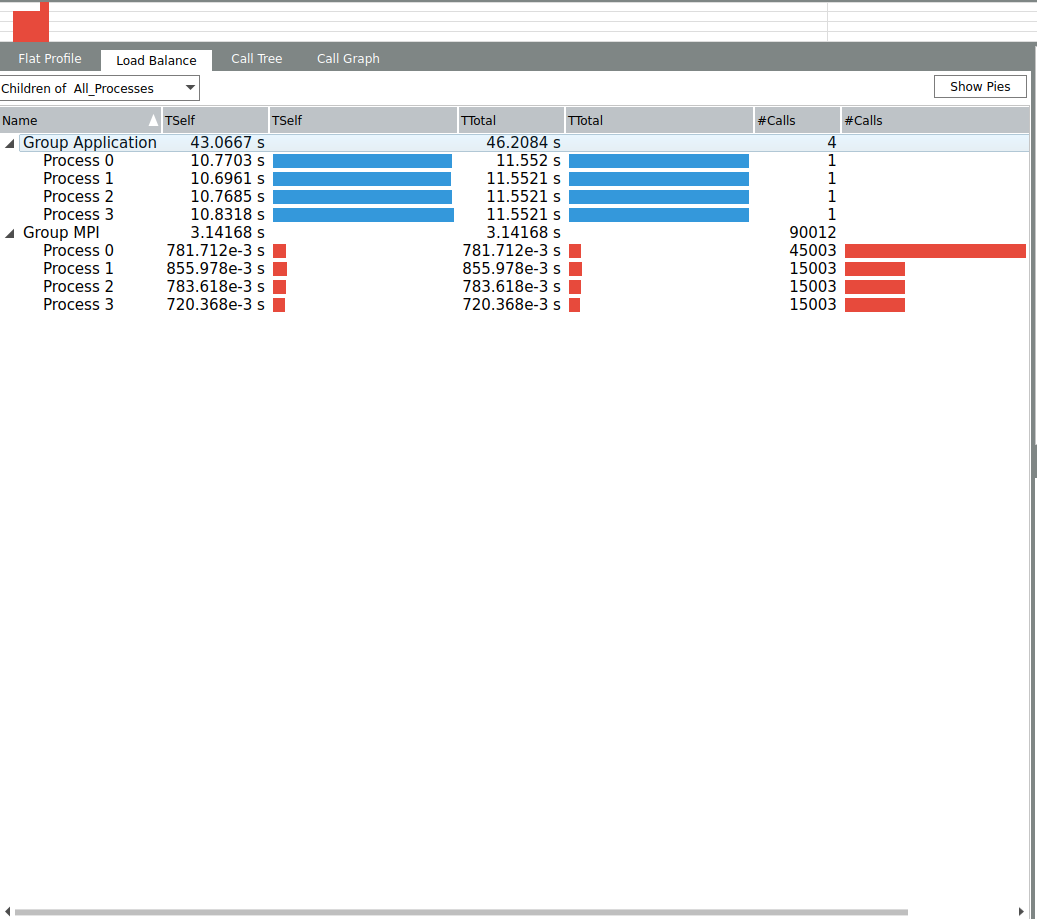 Flat Profile Load Balance Call Tree Call Graph
Children of All_Processes Show Pies
Name TSelf TSelf TTotal TTotal #Calls #Calls
Group Application 43.0667 s 46.2084 s 4
Process 0 10.7703 s 11.552 s 1
Process 1 10.6961 s 11.5521 s 1
Process 2 10.7685 s 11.5521 s 1
Process 3 10.8318 s 11.5521 s 1
Group MPI 3.14168 s 3.14168 s 90012
Process 0 781.712e-3 s 781.712e-3 s 45003
Process 1 855.978e-3 s 855.978e-3 s 15003
Process 2 783.618e-3 s 783.618e-3 s 15003
Process 3 720.368e-3 s 720.368e-3 s 15003